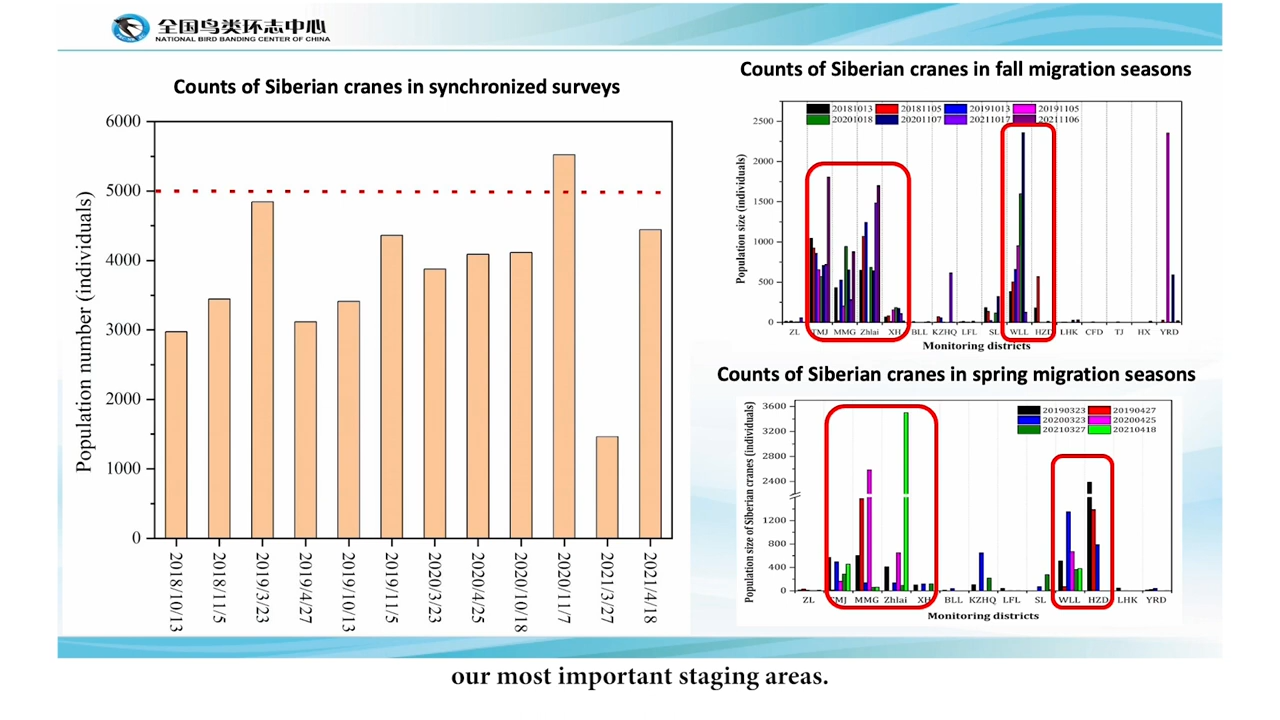 全国鸟类环志中心
NATIONAL BIRD BANDING CENTER OF CHINA
Counts of Siberian cranes in synchronized surveys
Population number (individuals)
6000
5000
4000
3000
2000
1000
0
2018/10/13
2018/11/5
2019/3/23
2019/4/27
2019/10/13
2019/11/5
2020/3/23
2020/4/25
2020/10/18
2020/11/7
2021/3/27
2021/4/18
Counts of Siberian cranes in fall migration seasons
20181013 20181105 20191013 20191105
20201018 20201107 20211017 20211106
Population size (individuals)
2500
2000
1500
1000
500
0
ZL TMJ MMG Zhlai XH BLL KZHQ LFL SL WLL HZD LHK CFD TJ HX YRD
Monitoring districts
Counts of Siberian cranes in spring migration seasons
20190323 20190427
20200323 20200425
20210327 20210418
Population size of Siberian cranes (individuals)
3600
3200
2800
2400
1200
800
400
0
ZL TMJ MMG Zhlai XH BLL KZHQ LFL SL WLL HZD LHK YRD
Monitoring districts
our most important staging areas.